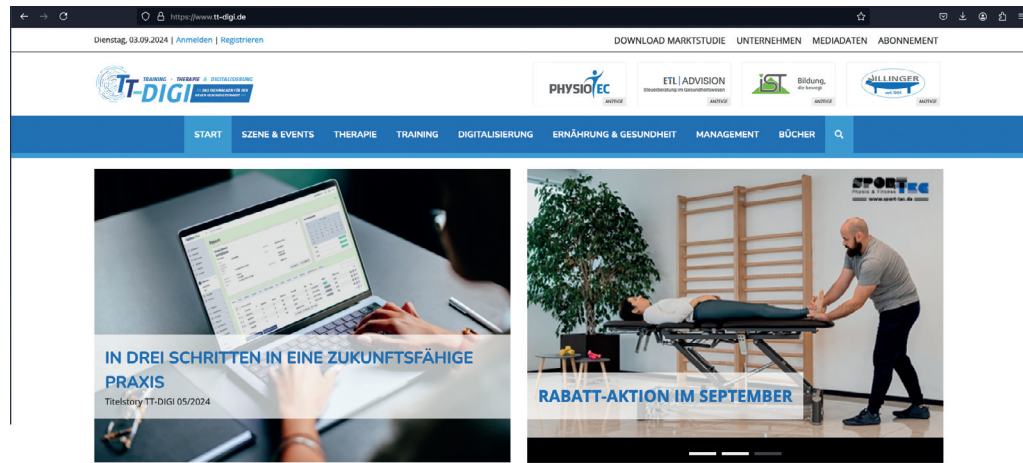 https://www.tt-digi.de
Dienstag, 03.09.2024 | Anmelden | Registrieren
DOWNLOAD MARKTSTUDIE UNTERNEHMEN MEDIADATEN ABONNEMENT
TRAINING - THERAPIE & DIGITALISIERUNG
TT-DIGI
PHYSIOTEC
ANZEIGE
ETL | ADVISION
Steuerberatung im Gesundheitswesen
ANZEIGE
iST
Bildung,
die bewegt
ANZEIGE
DILLINGER
ANZEIGE
START SZENE & EVENTS THERAPIE TRAINING DIGITALISIERUNG ERNÄHRUNG & GESUNDHEIT MANAGEMENT BÜCHER
IN DREI SCHRITTEN IN EINE ZUKUNFTSFÄHIGE
PRAXIS
Titelstory TT-DIGI 05/2024
SPORTTEC
Physio & Fitness
www.sport-tec.de
RABATT-AKTION IM SEPTEMBER